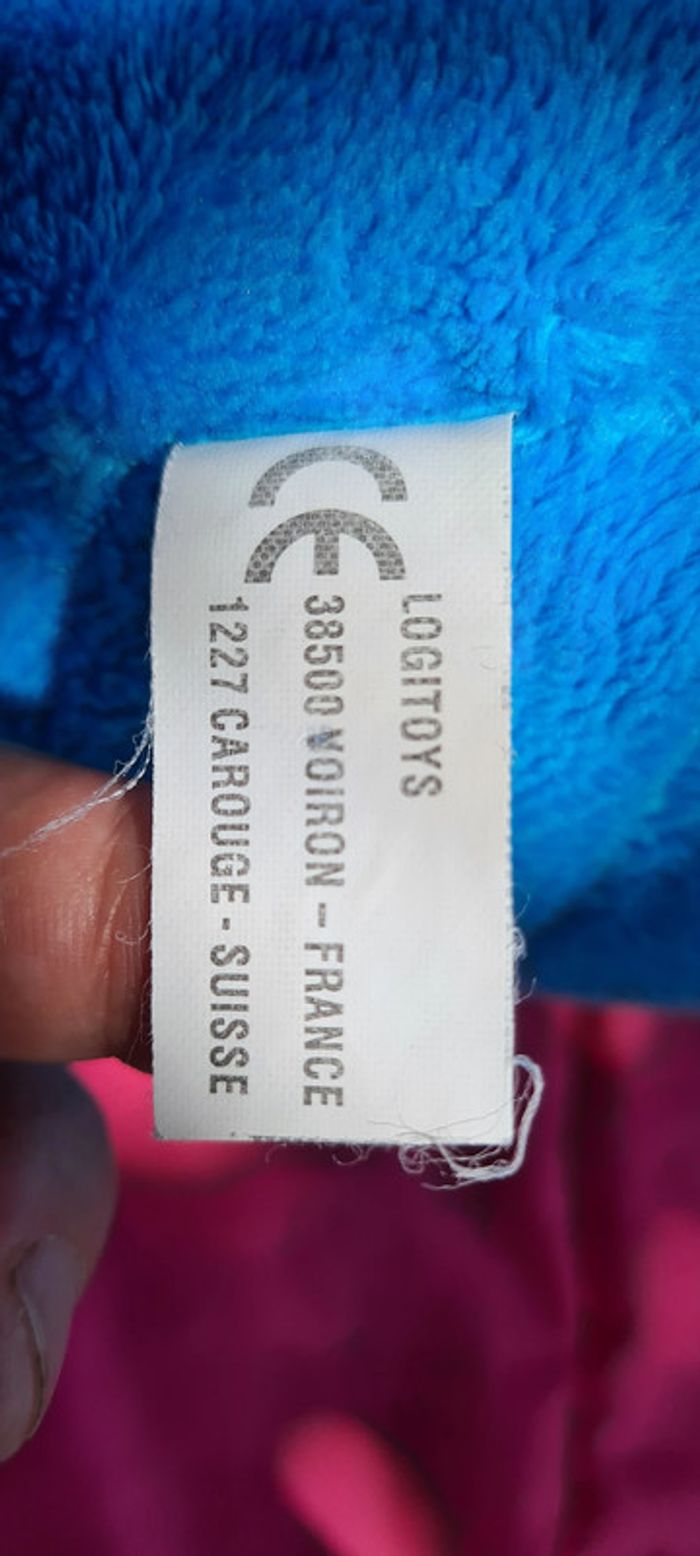 CE
LOGITOYS
38500 VOIRON - FRANCE
1227 CAROUGE - SUISSE